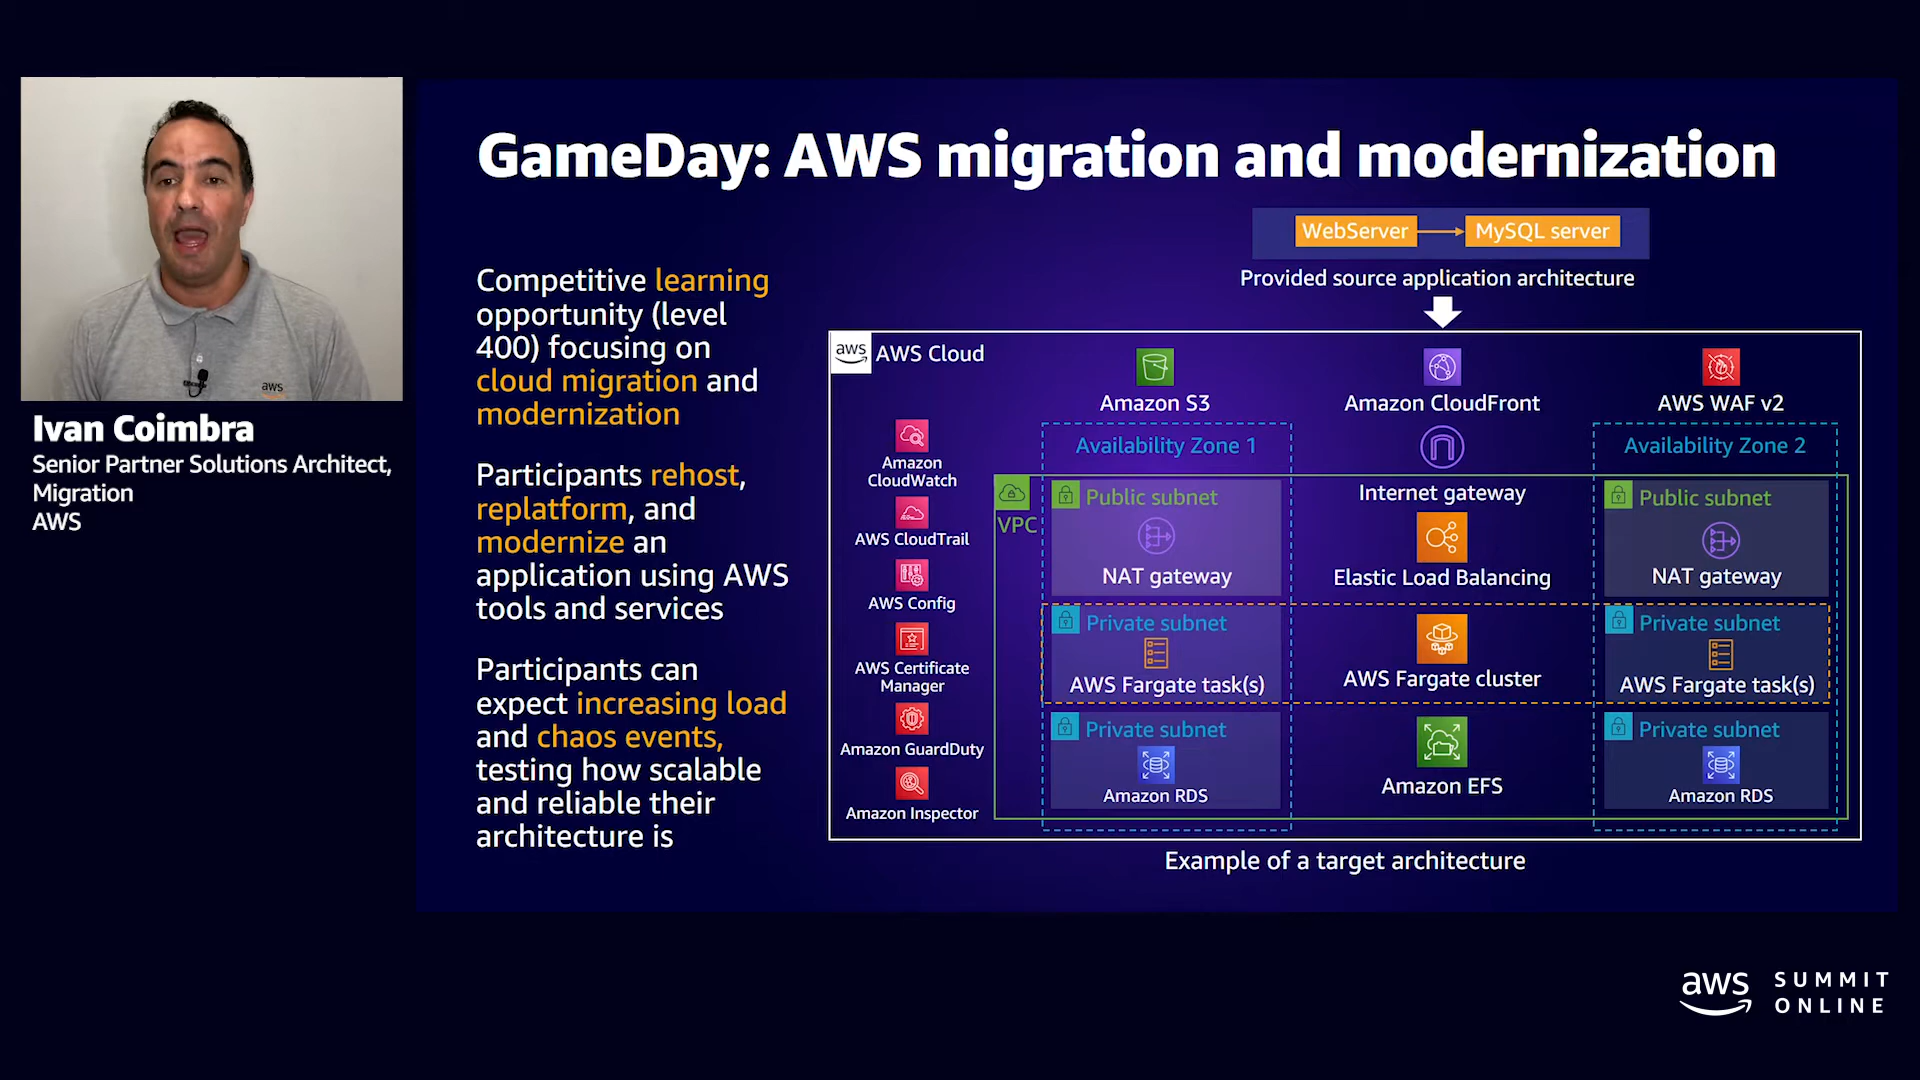 GameDay: AWS migration and modernization
Competitive learning
opportunity (level
400) focusing on
cloud migration and
modernization
Participants rehost,
replatform, and
modernize an
application using AWS
tools and services
Participants can
expect increasing load
and chaos events,
testing how scalable
and reliable their
architecture is
WebServer
MySQL server
Provided source application architecture
aws
AWS Cloud
Amazon S3
Amazon CloudFront
AWS WAF v2
Amazon
CloudWatch
AWS CloudTrail
AWS Config
AWS Certificate
Manager
Amazon GuardDuty
Amazon Inspector
Availability Zone 1
Availability Zone 2
VPC
Public subnet
NAT gateway
Internet gateway
Elastic Load Balancing
Public subnet
NAT gateway
Private subnet
AWS Fargate task(s)
AWS Fargate cluster
Private subnet
AWS Fargate task(s)
Private subnet
Amazon RDS
Amazon EFS
Private subnet
Amazon RDS
Example of a target architecture
aws
Ivan Coimbra
Senior Partner Solutions Architect,
Migration
AWS
aws
SUMMIT
ONLINE